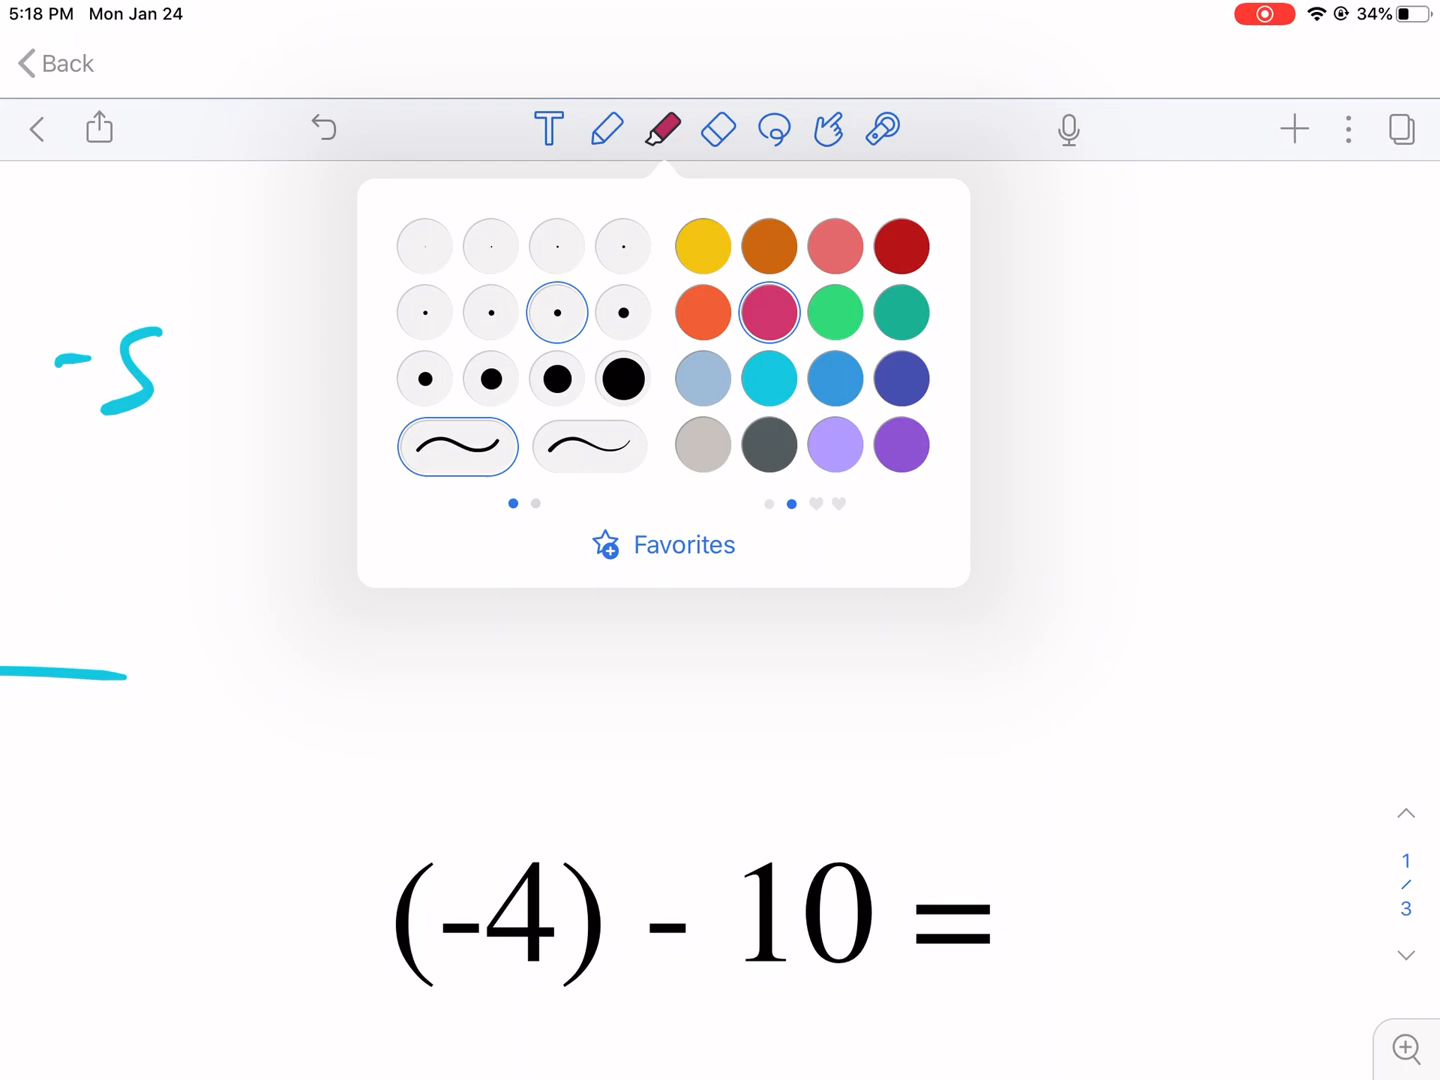 5:18 PM Mon Jan 24 34%
Back
T
-5
Favorites
(-4) - 10 =
1
/
3